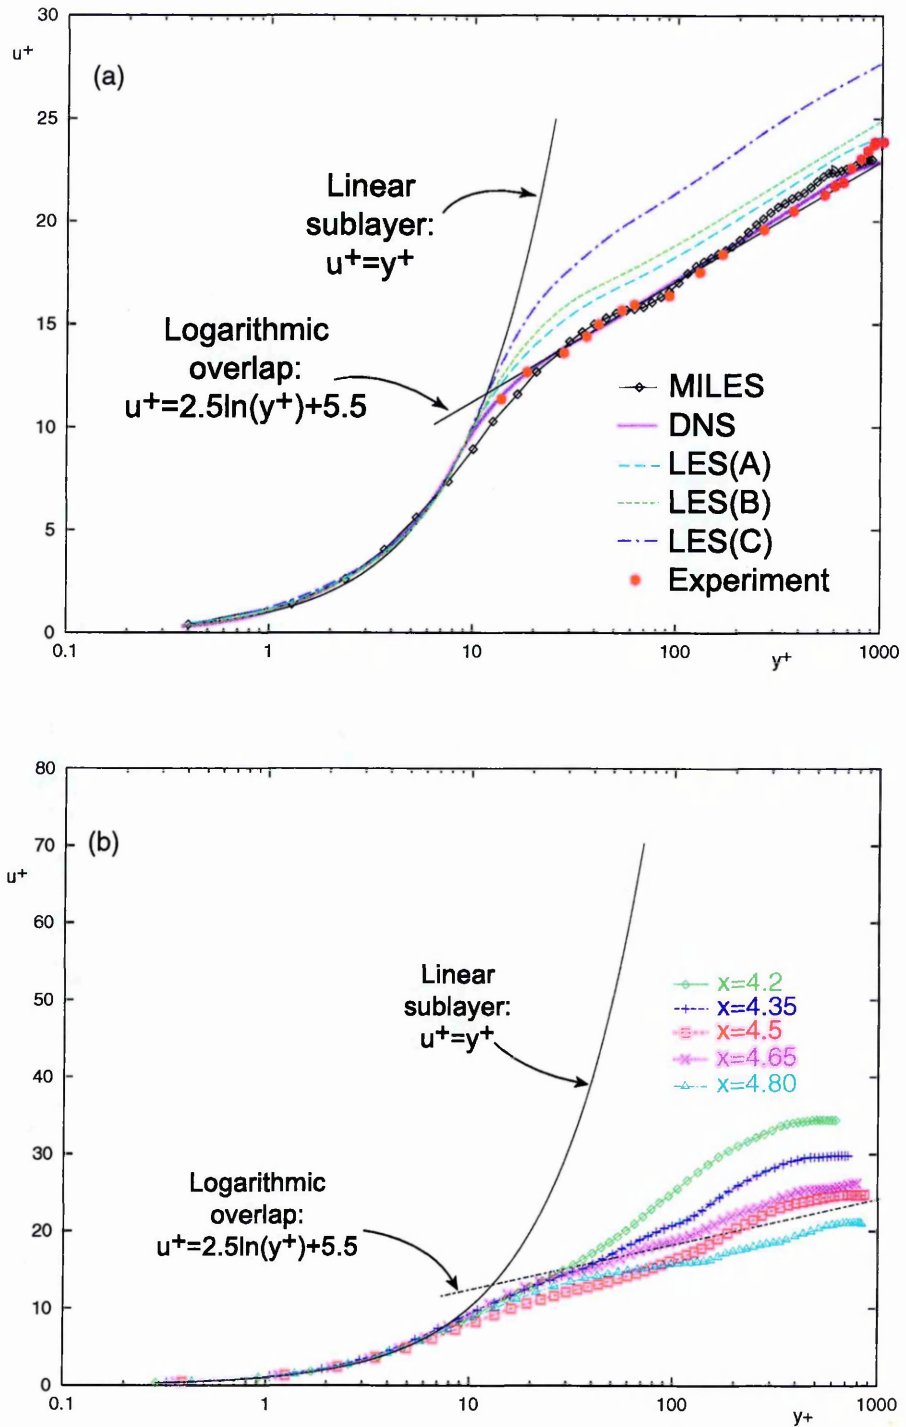 30
u+
(a)
25
Linear
sublayer:
u+=y+
20
15
Logarithmic
overlap:
u+=2.5ln(y+)+5.5
10
MILES
DNS
LES(A)
LES(B)
LES(C)
Experiment
5
0
0.1 1 10 100 1000
y+
80
(b)
70
u+
60
Linear
sublayer:
u+=y+
50
x=4.2
x=4.35
x=4.5
x=4.65
x=4.80
40
30
Logarithmic
overlap:
u+=2.5ln(y+)+5.5
20
10
0
0.1 1 10 100 1000
y+